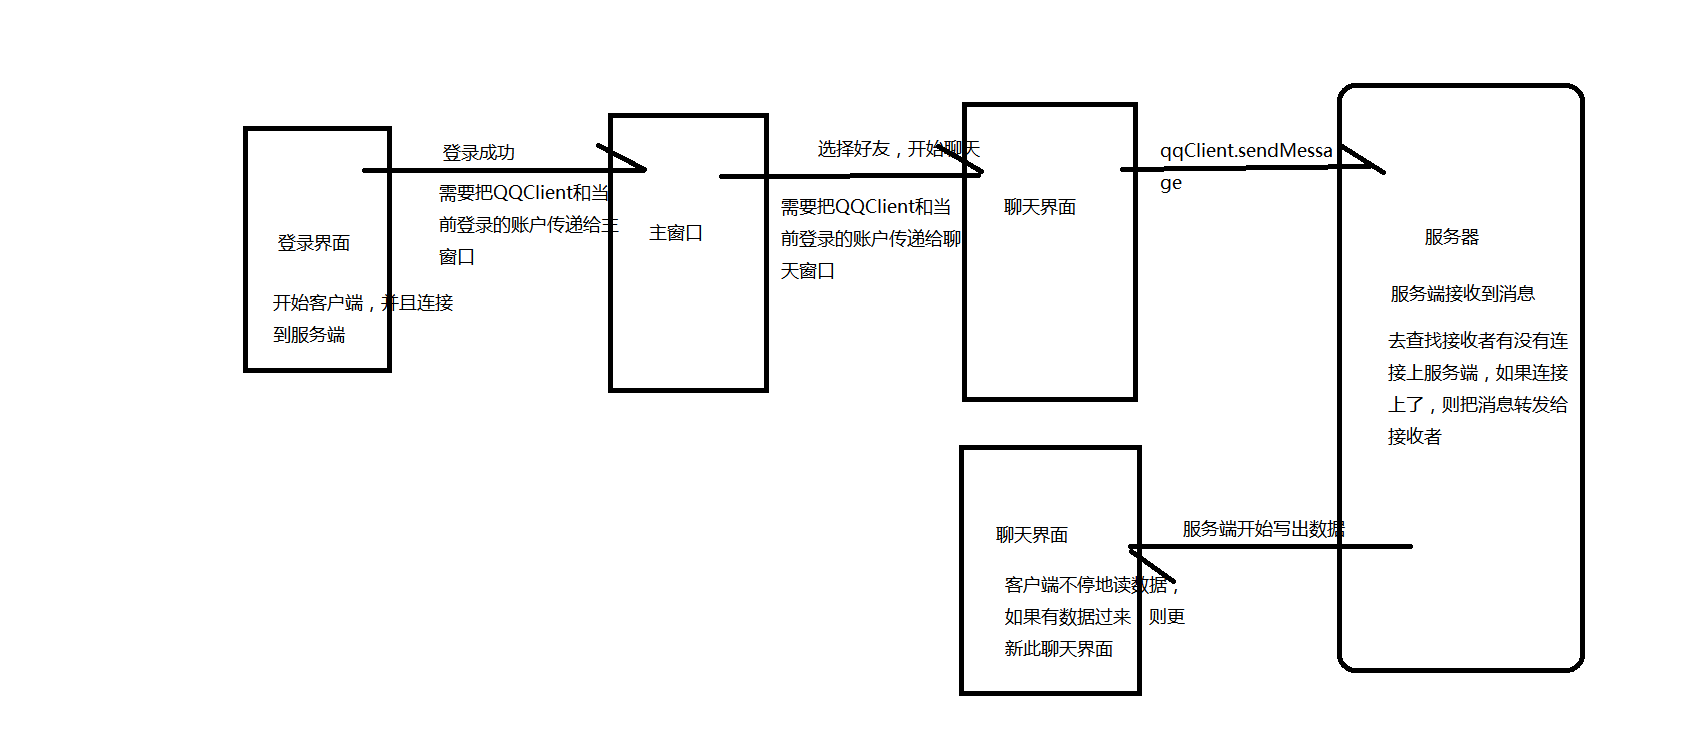 登录成功
需要把QQClient和当
前登录的账户传递给主
窗口
登录界面
开始客户端，并且连接
到服务端
主窗口
选择好友，开始聊天
需要把QQClient和当
前登录的账户传递给聊
天窗口
聊天界面
qqClient.sendMessa
ge
服务器
服务端接收到消息
去查找接收者有没有连
接上服务端，如果连接
上了，则把消息转发给
接收者
服务端开始写出数据
聊天界面
客户端不停地读数据，
如果有数据过来 则更
新此聊天界面